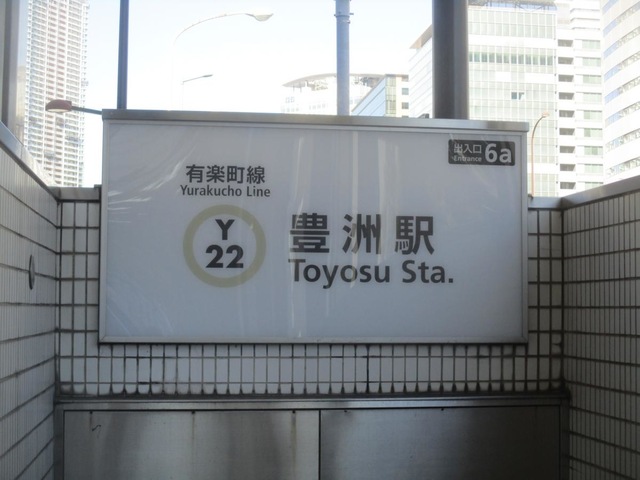 出入口
Entrance
6a
有楽町線
Yurakucho Line
Y
22
豊洲駅
Toyosu Sta.